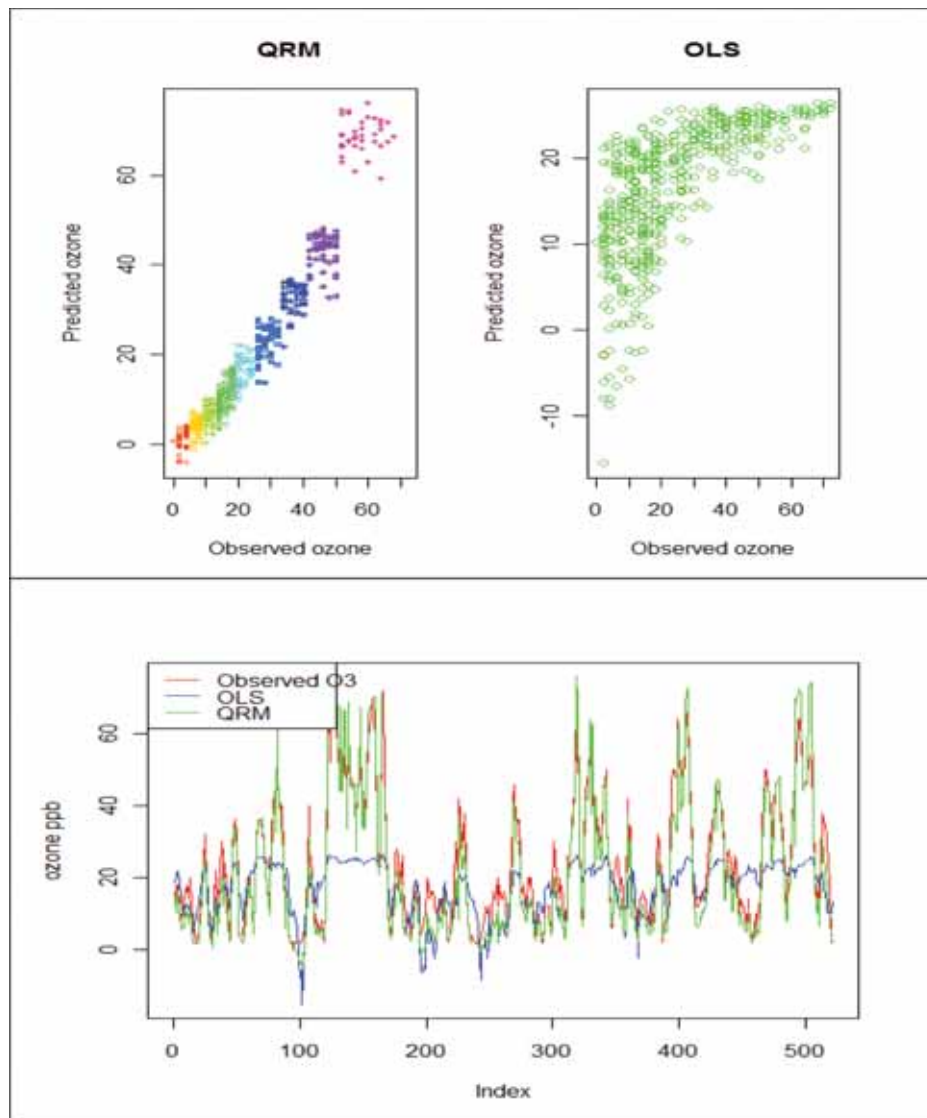 QRM
OLS
Predicted ozone
0 20 40 60
0 20 40 60
Observed ozone
Predicted ozone
-10 0 10 20
0 20 40 60
Observed ozone
Observed O3
OLS
QRM
ozone ppb
0 20 40 60
0 100 200 300 400 500
Index